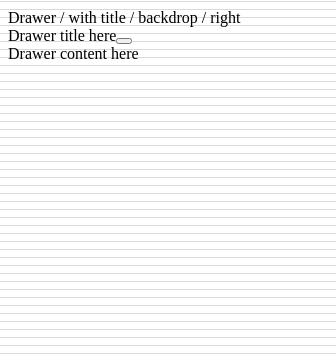 Drawer / with title / backdrop / right
Drawer title here
Drawer content here